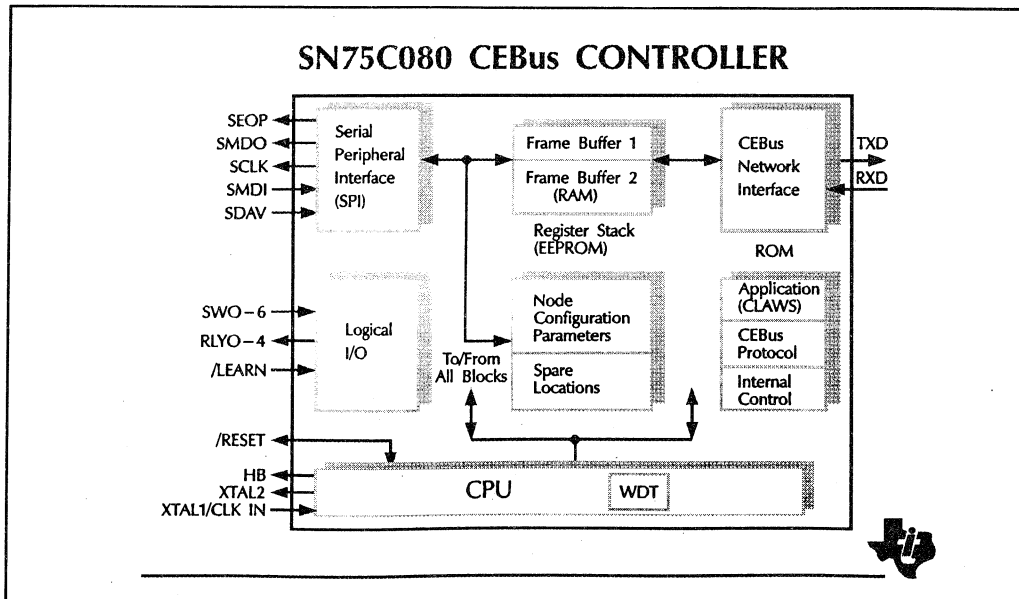 SN75C080 CEBus CONTROLLER
SEOP
SMDO
SCLK
SMDI
SDAV
Serial
Peripheral
Interface
(SPI)
Frame Buffer 1
Frame Buffer 2
(RAM)
Register Stack
(EEPROM)
CEBus
Network
Interface
TXD
RXD
ROM
SWO-6
RLYO-4
/LEARN
Logical
I/O
To/From
All Blocks
Node
Configuration
Parameters
Spare
Locations
Application
(CLAWS)
CEBus
Protocol
Internal
Control
/RESET
HB
XTAL2
XTAL1/CLK IN
CPU
WDT